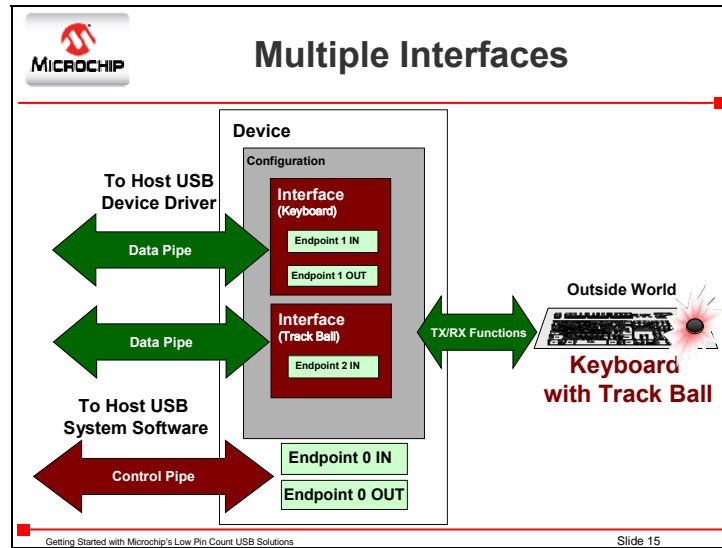 MICROCHIP
Multiple Interfaces
Device
Configuration
To Host USB
Device Driver
Interface
(Keyboard)
Endpoint 1 IN
Data Pipe
Endpoint 1 OUT
Outside World
Interface
(Track Ball)
TX/RX Functions
Data Pipe
Endpoint 2 IN
Keyboard
with Track Ball
To Host USB
System Software
Endpoint 0 IN
Control Pipe
Endpoint 0 OUT
Getting Started with Microchip's Low Pin Count USB Solutions
Slide 15